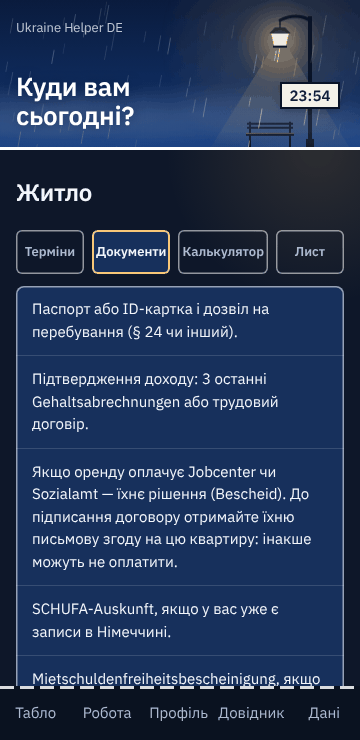 Ukraine Helper DE
Куди вам
сьогодні?
23:54
Житло
Терміни
Документи
Калькулятор
Лист
Паспорт або ID-картка і дозвіл на
перебування (§ 24 чи інший).
Підтвердження доходу: 3 останні
Gehaltsabrechnungen або трудовий
договір.
Якщо оренду оплачує Jobcenter чи
Sozialamt — їхнє рішення (Bescheid). До
підписання договору отримайте їхню
письмову згоду на цю квартиру: інакше
можуть не оплатити.
SCHUFA-Auskunft, якщо у вас уже є
записи в Німеччині.
Mietschuldenfreiheitsbescheinigung, якщо
Табло
Робота
Профіль
Довідник
Дані